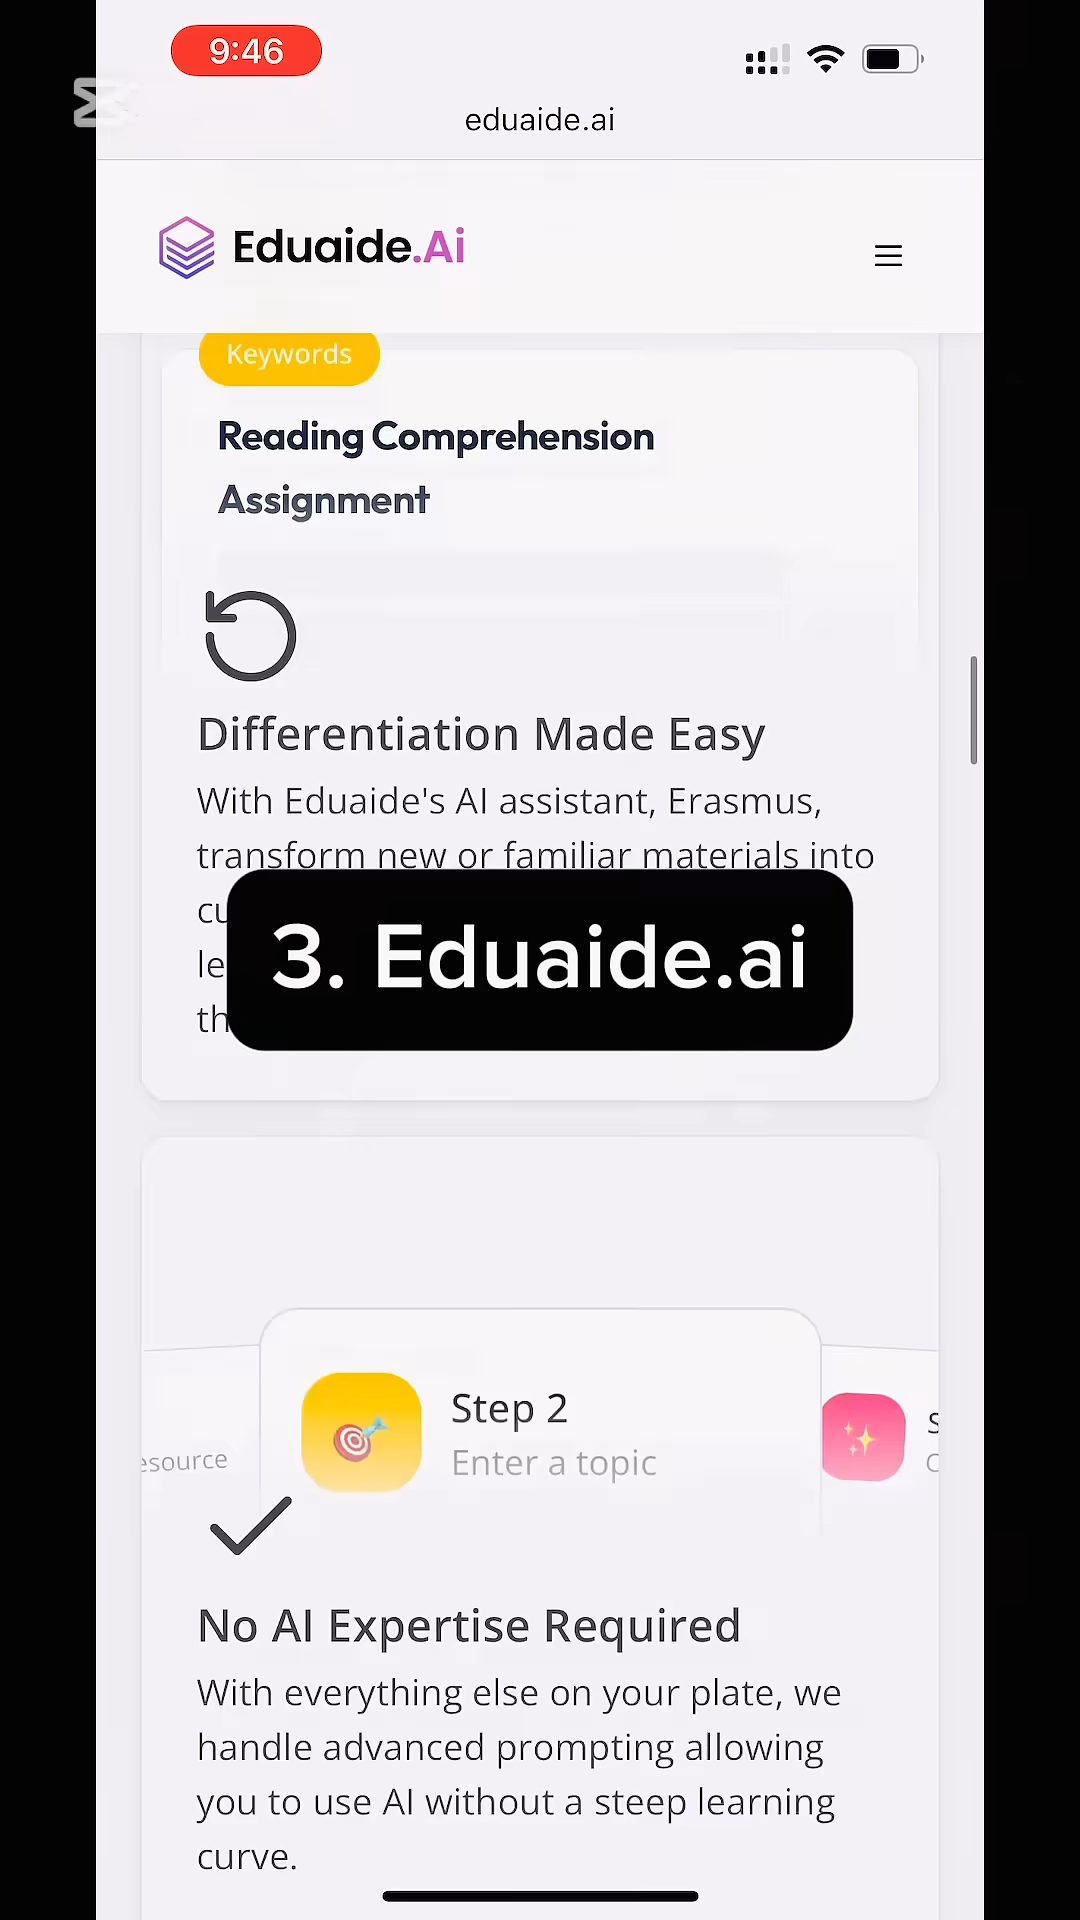 9:46
eduaide.ai
Eduaide.Ai
Keywords
Reading Comprehension
Assignment
Differentiation Made Easy
With Eduaide's AI assistant, Erasmus,
transform new or familiar materials into
3. Eduaide.ai
Step 2
Enter a topic
esource
No AI Expertise Required
With everything else on your plate, we
handle advanced prompting allowing
you to use AI without a steep learning
curve.